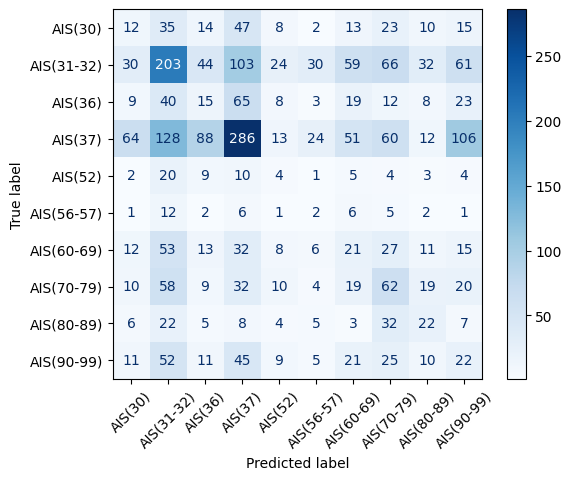 True label
AIS(30) 12 35 14 47 8 2 13 23 10 15
AIS(31-32) 30 203 44 103 24 30 59 66 32 61
AIS(36) 9 40 15 65 8 3 19 12 8 23
AIS(37) 64 128 88 286 13 24 51 60 12 106
AIS(52) 2 20 9 10 4 1 5 4 3 4
AIS(56-57) 1 12 2 6 1 2 6 5 2 1
AIS(60-69) 12 53 13 32 8 6 21 27 11 15
AIS(70-79) 10 58 9 32 10 4 19 62 19 20
AIS(80-89) 6 22 5 8 4 5 3 32 22 7
AIS(90-99) 11 52 11 45 9 5 21 25 10 22
AIS(30) AIS(31-32) AIS(36) AIS(37) AIS(52) AIS(56-57) AIS(60-69) AIS(70-79) AIS(80-89) AIS(90-99)
Predicted label
250
200
150
100
50